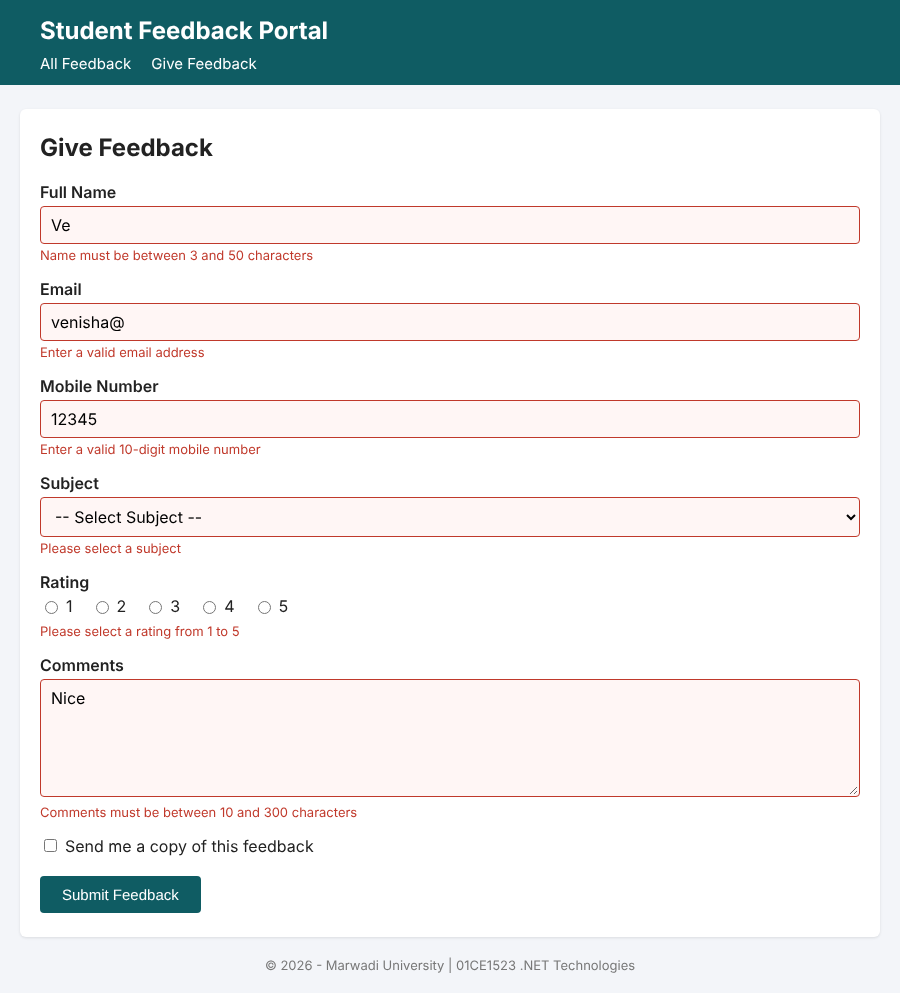 Student Feedback Portal
All Feedback Give Feedback
Give Feedback
Full Name
Ve
Name must be between 3 and 50 characters
Email
venisha@
Enter a valid email address
Mobile Number
12345
Enter a valid 10-digit mobile number
Subject
-- Select Subject --
Please select a subject
Rating
1 2 3 4 5
Please select a rating from 1 to 5
Comments
Nice
Comments must be between 10 and 300 characters
Send me a copy of this feedback
Submit Feedback
© 2026 - Marwadi University | 01CE1523 .NET Technologies